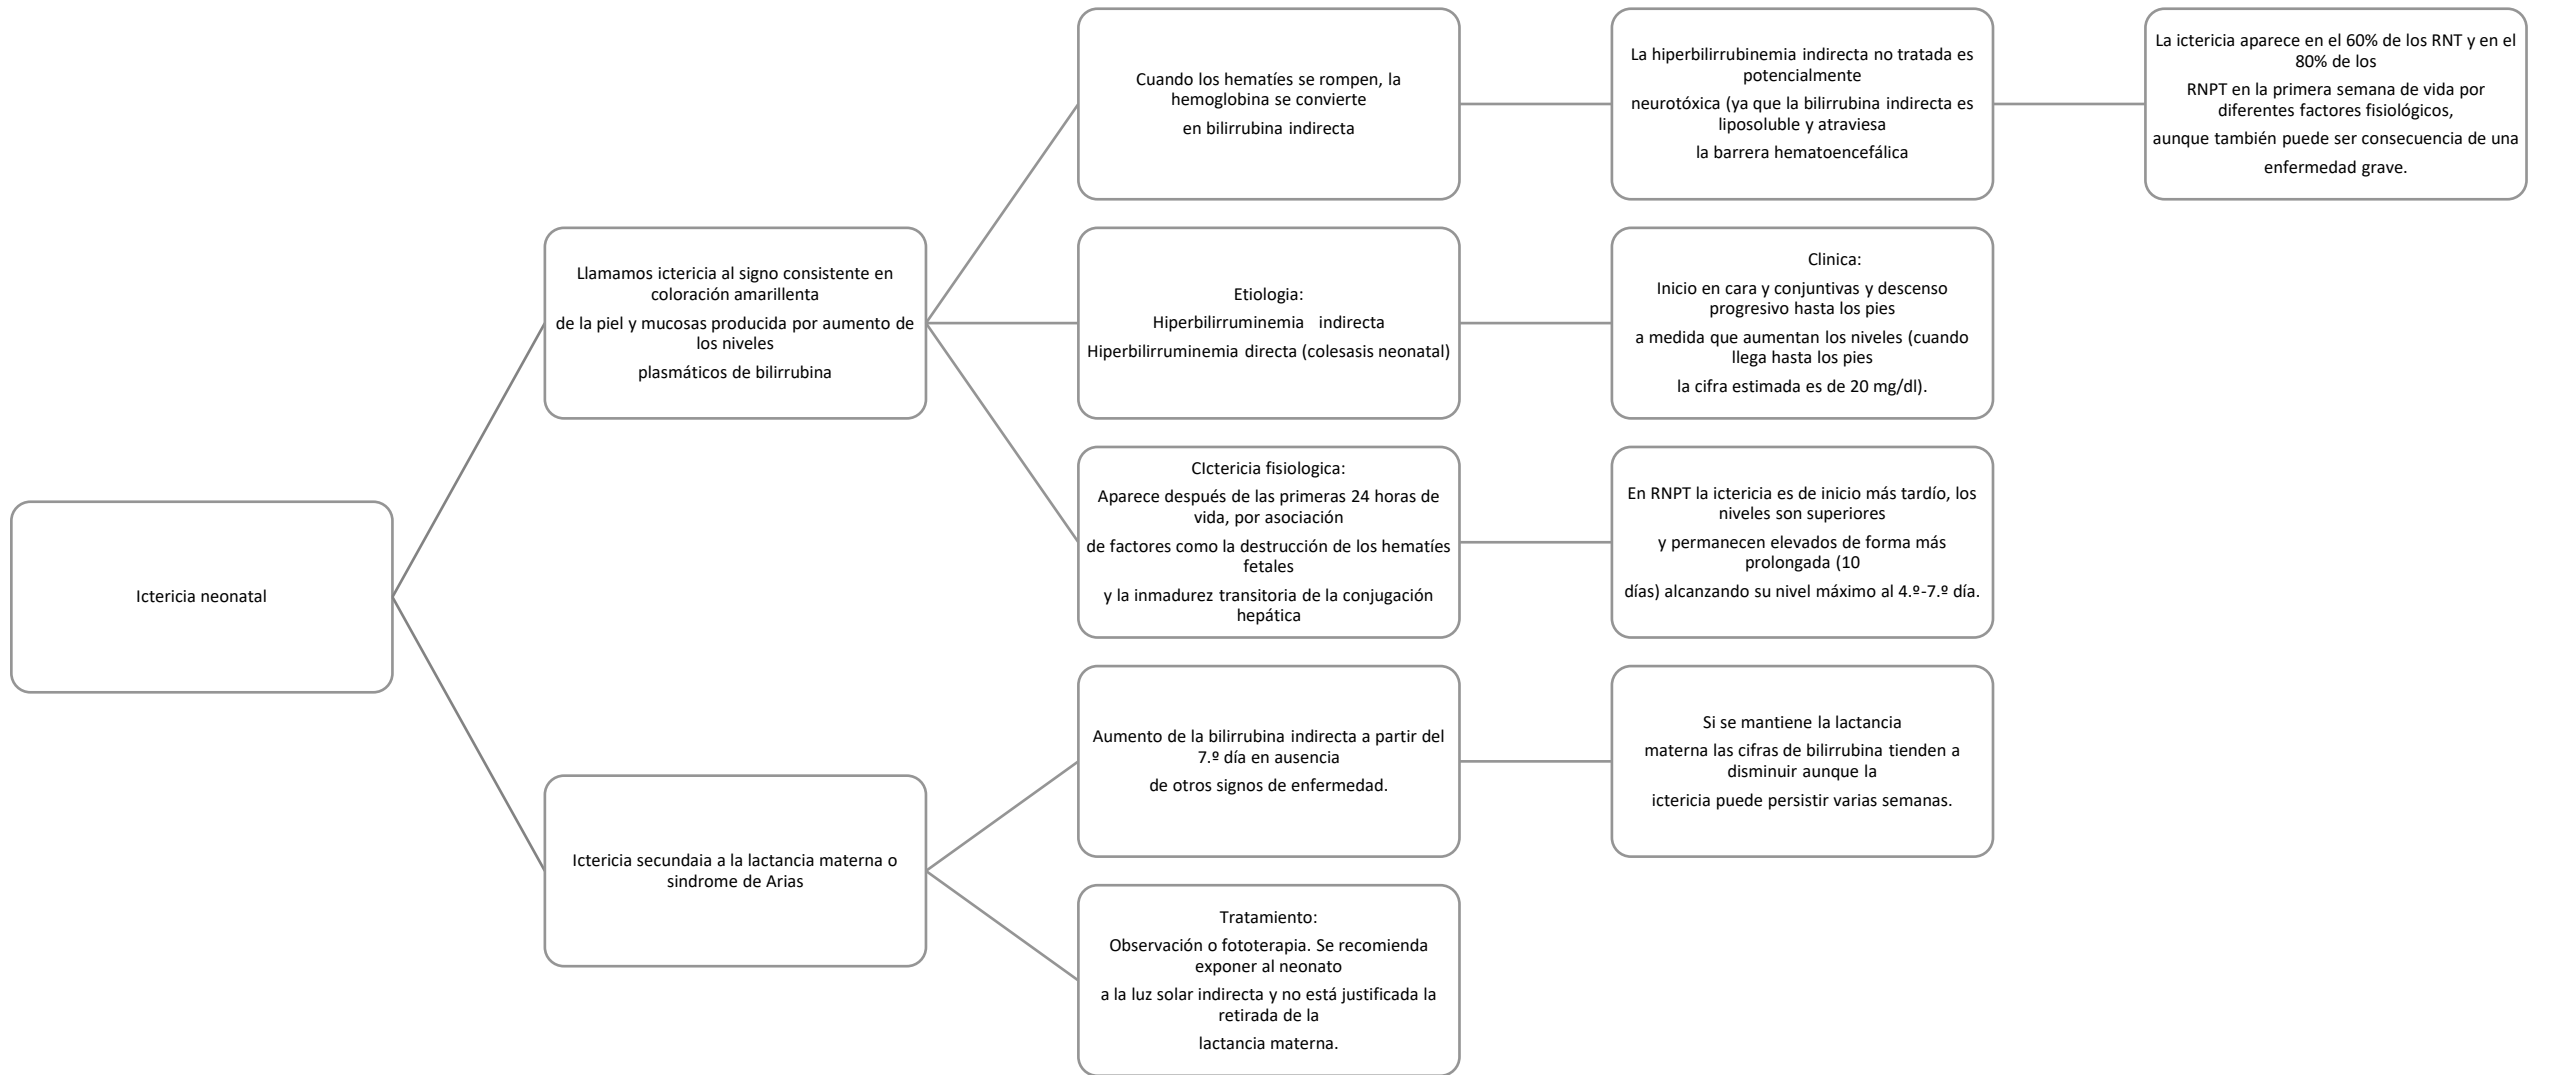 Ictericia neonatal
Llamamos ictericia al signo consistente en
coloración amarillenta
de la piel y mucosas producida por aumento de
los niveles
plasmáticos de bilirrubina
Cuando los hematíes se rompen, la
hemoglobina se convierte
en bilirrubina indirecta
La hiperbilirrubinemia indirecta no tratada es
potencialmente
neurotóxica (ya que la bilirrubina indirecta es
liposoluble y atraviesa
la barrera hematoencefálica
La ictericia aparece en el 60% de los RNT y en el
80% de los
RNPT en la primera semana de vida por
diferentes factores fisiológicos,
aunque también puede ser consecuencia de una
enfermedad grave.
Etiologia:
Hiperbilirruminemia indirecta
Hiperbilirruminemia directa (colesasis neonatal)
Clinica:
Inicio en cara y conjuntivas y descenso
progresivo hasta los pies
a medida que aumentan los niveles (cuando
llega hasta los pies
la cifra estimada es de 20 mg/dl).
CIctericia fisiologica:
Aparece después de las primeras 24 horas de
vida, por asociación
de factores como la destrucción de los hematíes
fetales
y la inmadurez transitoria de la conjugación
hepática
En RNPT la ictericia es de inicio más tardío, los
niveles son superiores
y permanecen elevados de forma más
prolongada (10
días) alcanzando su nivel máximo al 4.º-7.º día.
Ictericia secundaia a la lactancia materna o
sindrome de Arias
Aumento de la bilirrubina indirecta a partir del
7.º día en ausencia
de otros signos de enfermedad.
Si se mantiene la lactancia
materna las cifras de bilirrubina tienden a
disminuir aunque la
ictericia puede persistir varias semanas.
Tratamiento:
Observación o fototerapia. Se recomienda
exponer al neonato
a la luz solar indirecta y no está justificada la
retirada de la
lactancia materna.